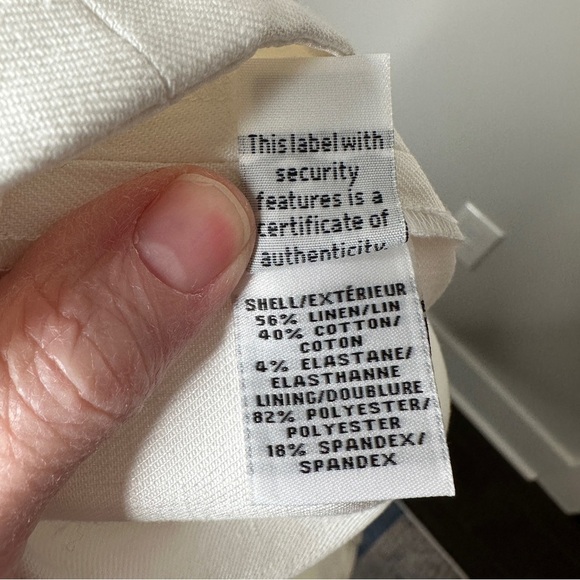 This label with
security
features is a
certificate of
authenticity.
SHELL/EXTÉRIEUR
56% LINEN/LIN
40% COTTON/
COTON
4% ELASTANE/
ELASTHANNE
LINING/DOUBLURE
82% POLYESTER/
POLYESTER
18% SPANDEX/
SPANDEX